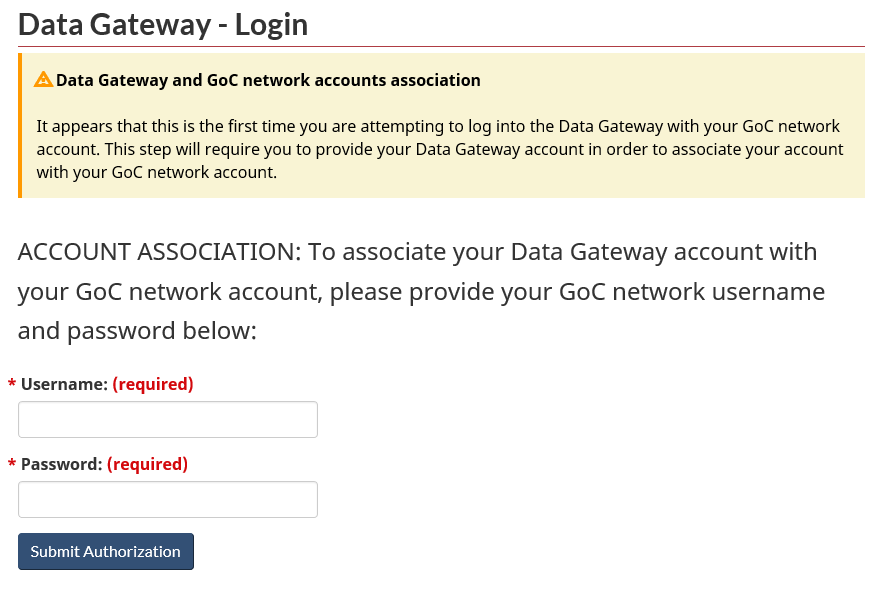 Data Gateway - Login
Data Gateway and GoC network accounts association
It appears that this is the first time you are attempting to log into the Data Gateway with your GoC network
account. This step will require you to provide your Data Gateway account in order to associate your account
with your GoC network account.
ACCOUNT ASSOCIATION: To associate your Data Gateway account with
your GoC network account, please provide your GoC network username
and password below:
* Username: (required)
* Password: (required)
Submit Authorization